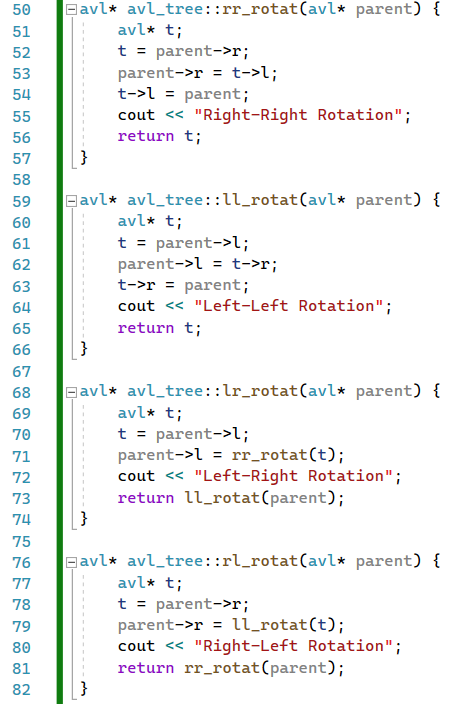 50 avl* avl_tree::rr_rotat(avl* parent) {
51 avl* t;
52 t = parent->r;
53 parent->r = t->l;
54 t->l = parent;
55 cout << "Right-Right Rotation";
56 return t;
57 }
58
59 avl* avl_tree::ll_rotat(avl* parent) {
60 avl* t;
61 t = parent->l;
62 parent->l = t->r;
63 t->r = parent;
64 cout << "Left-Left Rotation";
65 return t;
66 }
67
68 avl* avl_tree::lr_rotat(avl* parent) {
69 avl* t;
70 t = parent->l;
71 parent->l = rr_rotat(t);
72 cout << "Left-Right Rotation";
73 return ll_rotat(parent);
74 }
75
76 avl* avl_tree::rl_rotat(avl* parent) {
77 avl* t;
78 t = parent->r;
79 parent->r = ll_rotat(t);
80 cout << "Right-Left Rotation";
81 return rr_rotat(parent);
82 }